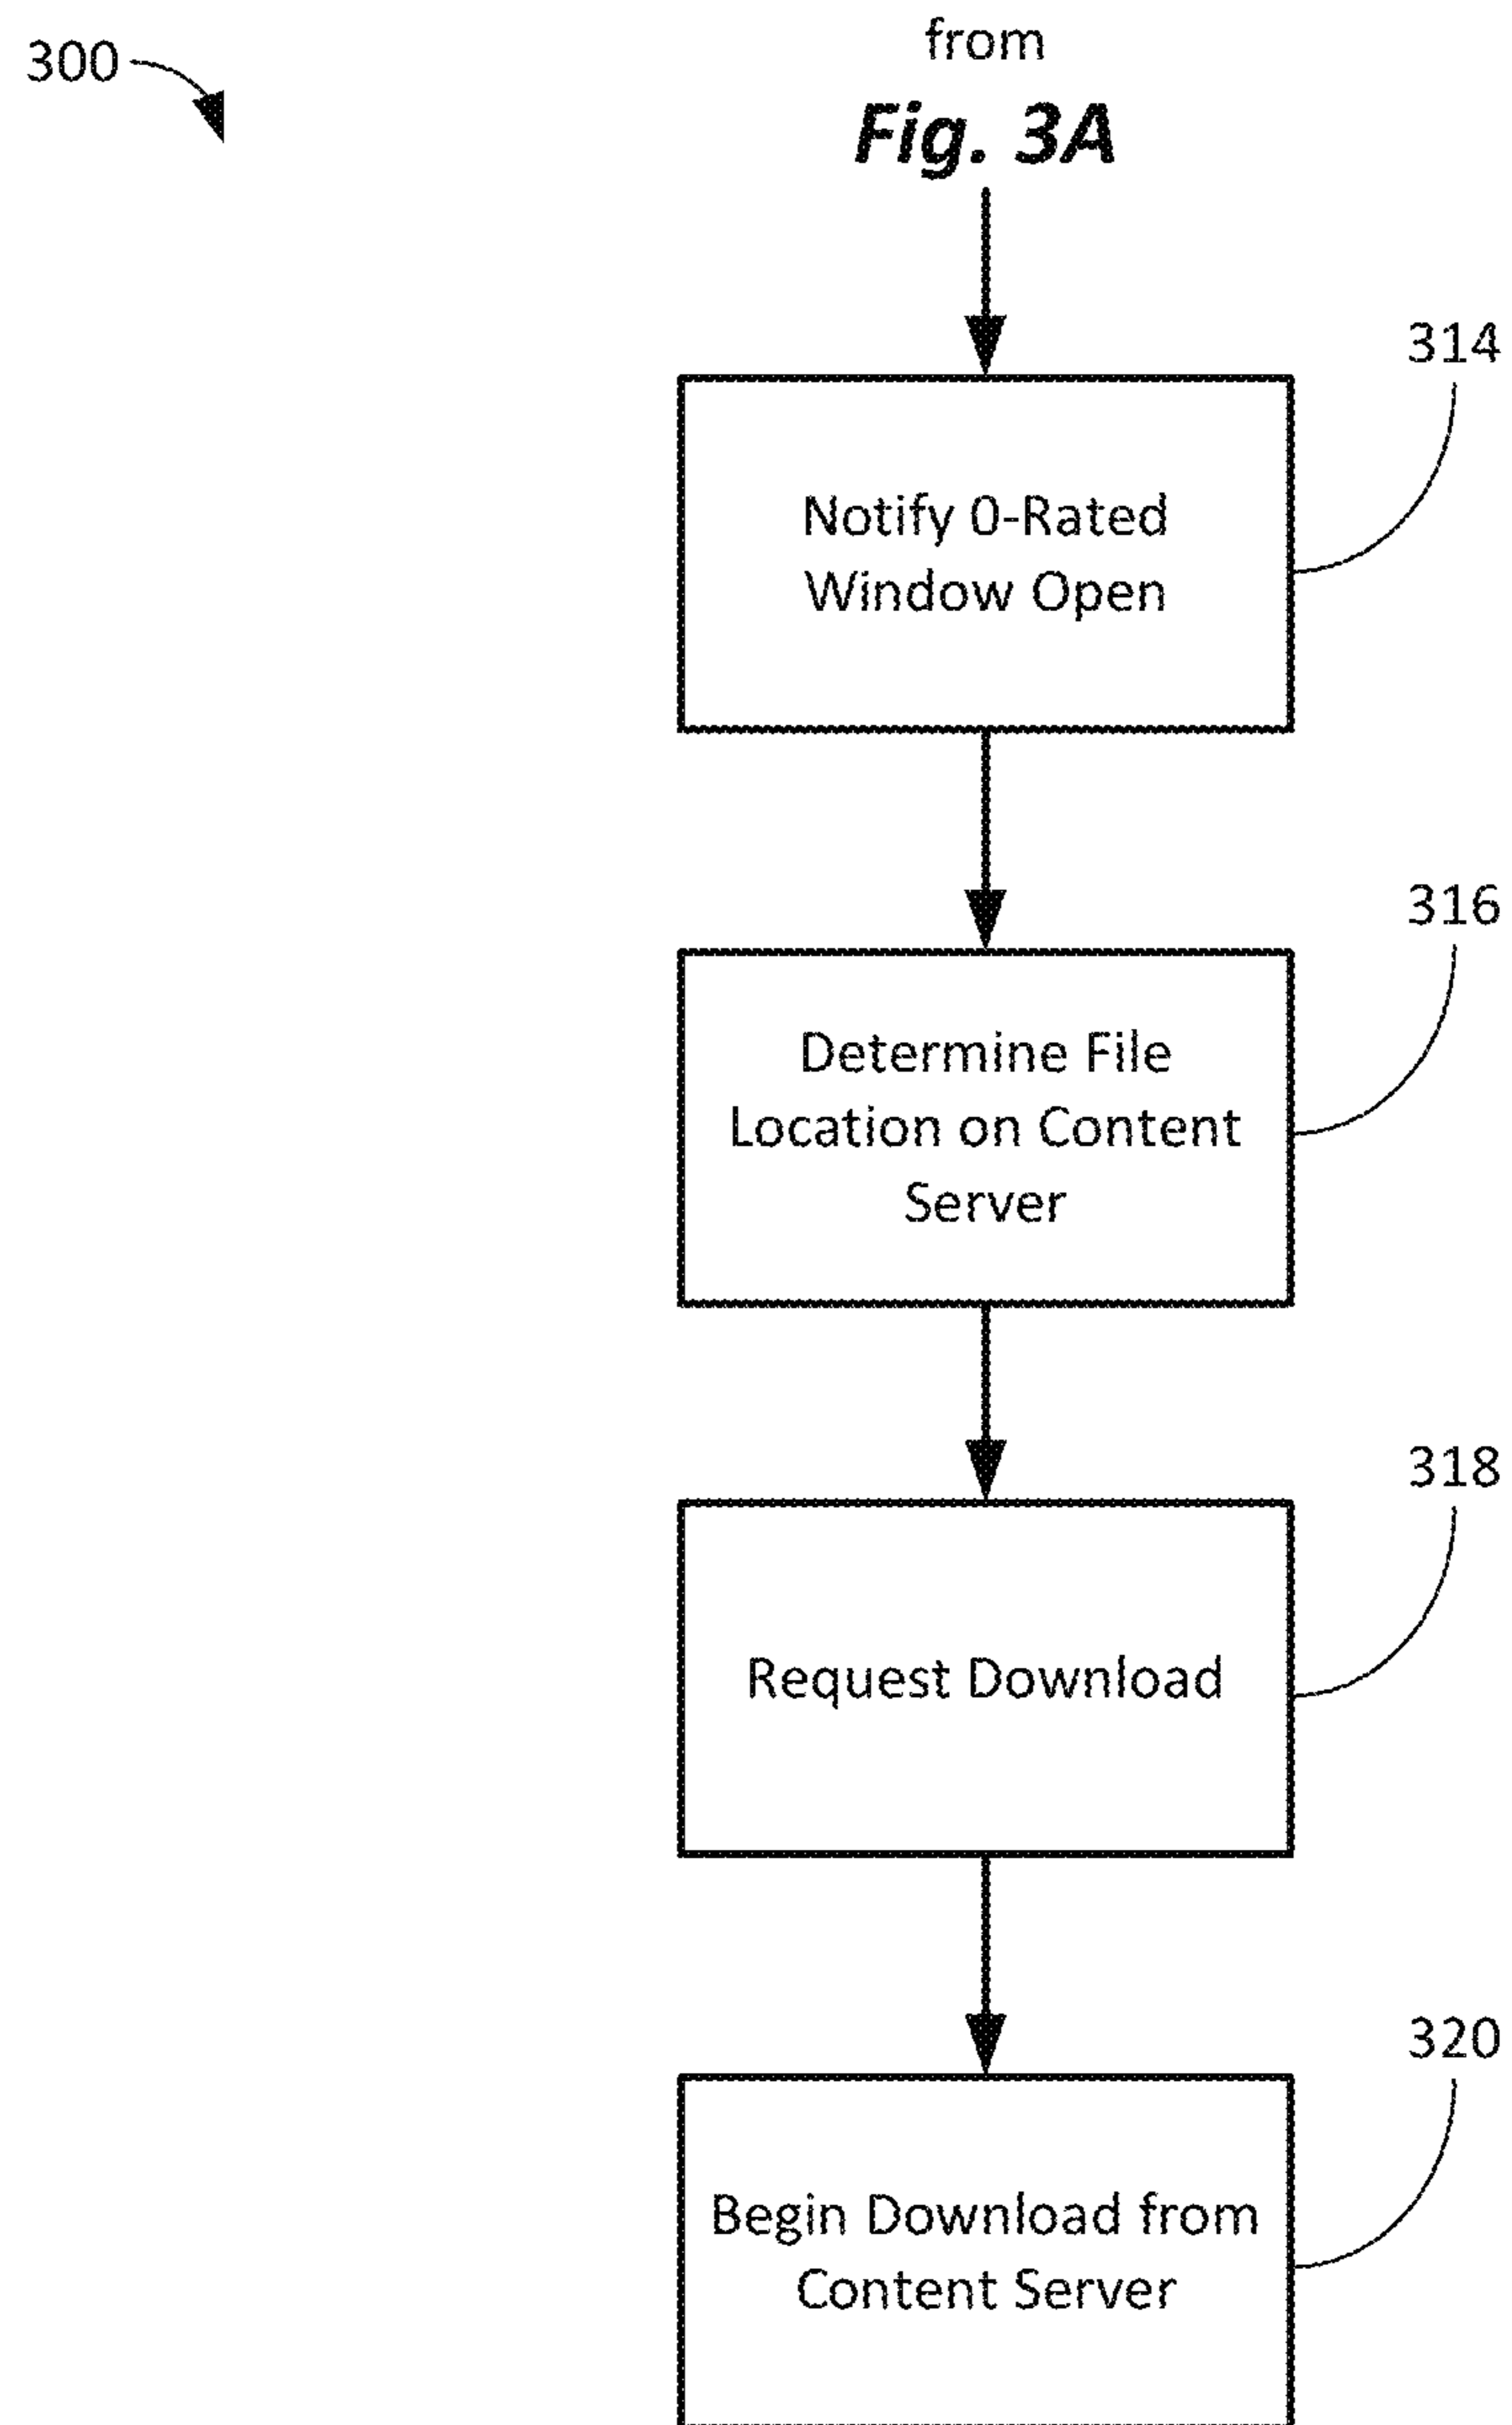 300
from
Fig. 3A
314
Notify 0-Rated
Window Open
316
Determine File
Location on Content
Server
318
Request Download
320
Begin Download from
Content Server